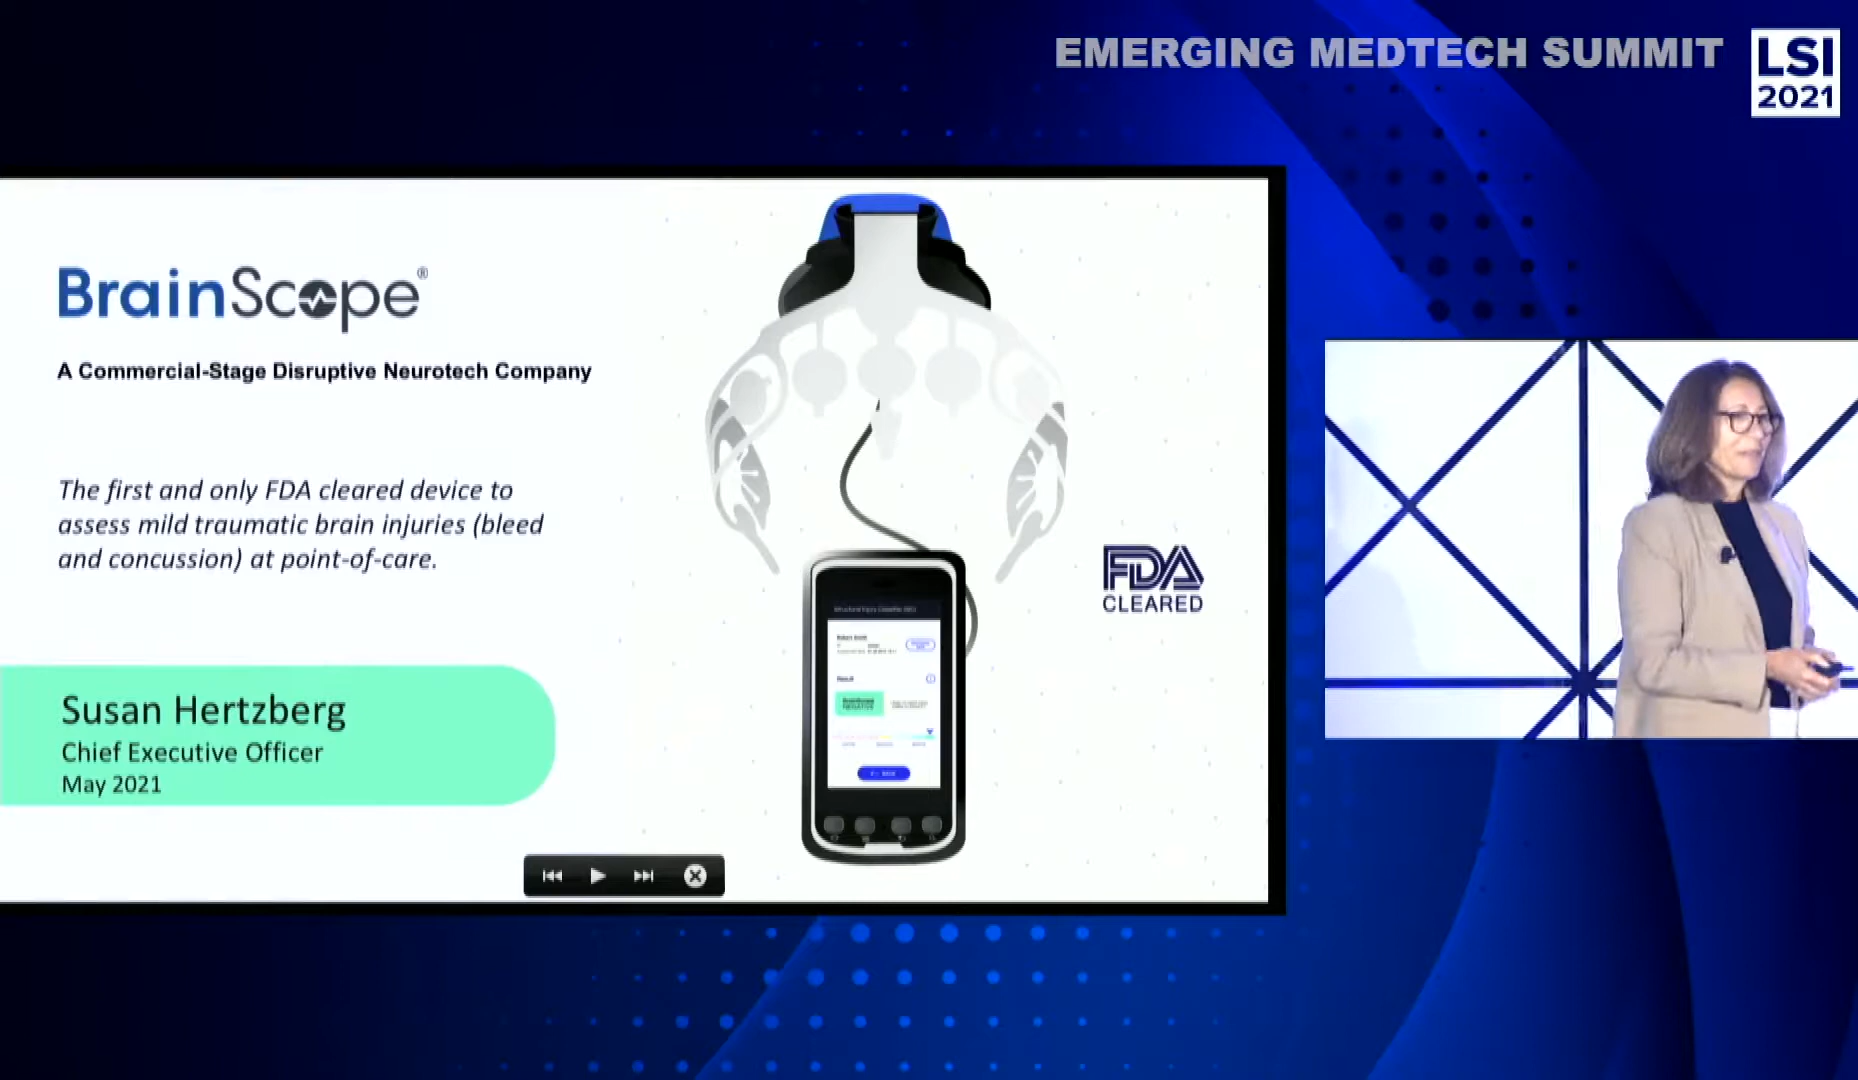 EMERGING MEDTECH SUMMIT
LSI
2021
BrainScope®
A Commercial-Stage Disruptive Neurotech Company
The first and only FDA cleared device to
assess mild traumatic brain injuries (bleed
and concussion) at point-of-care.
FDA
CLEARED
Susan Hertzberg
Chief Executive Officer
May 2021